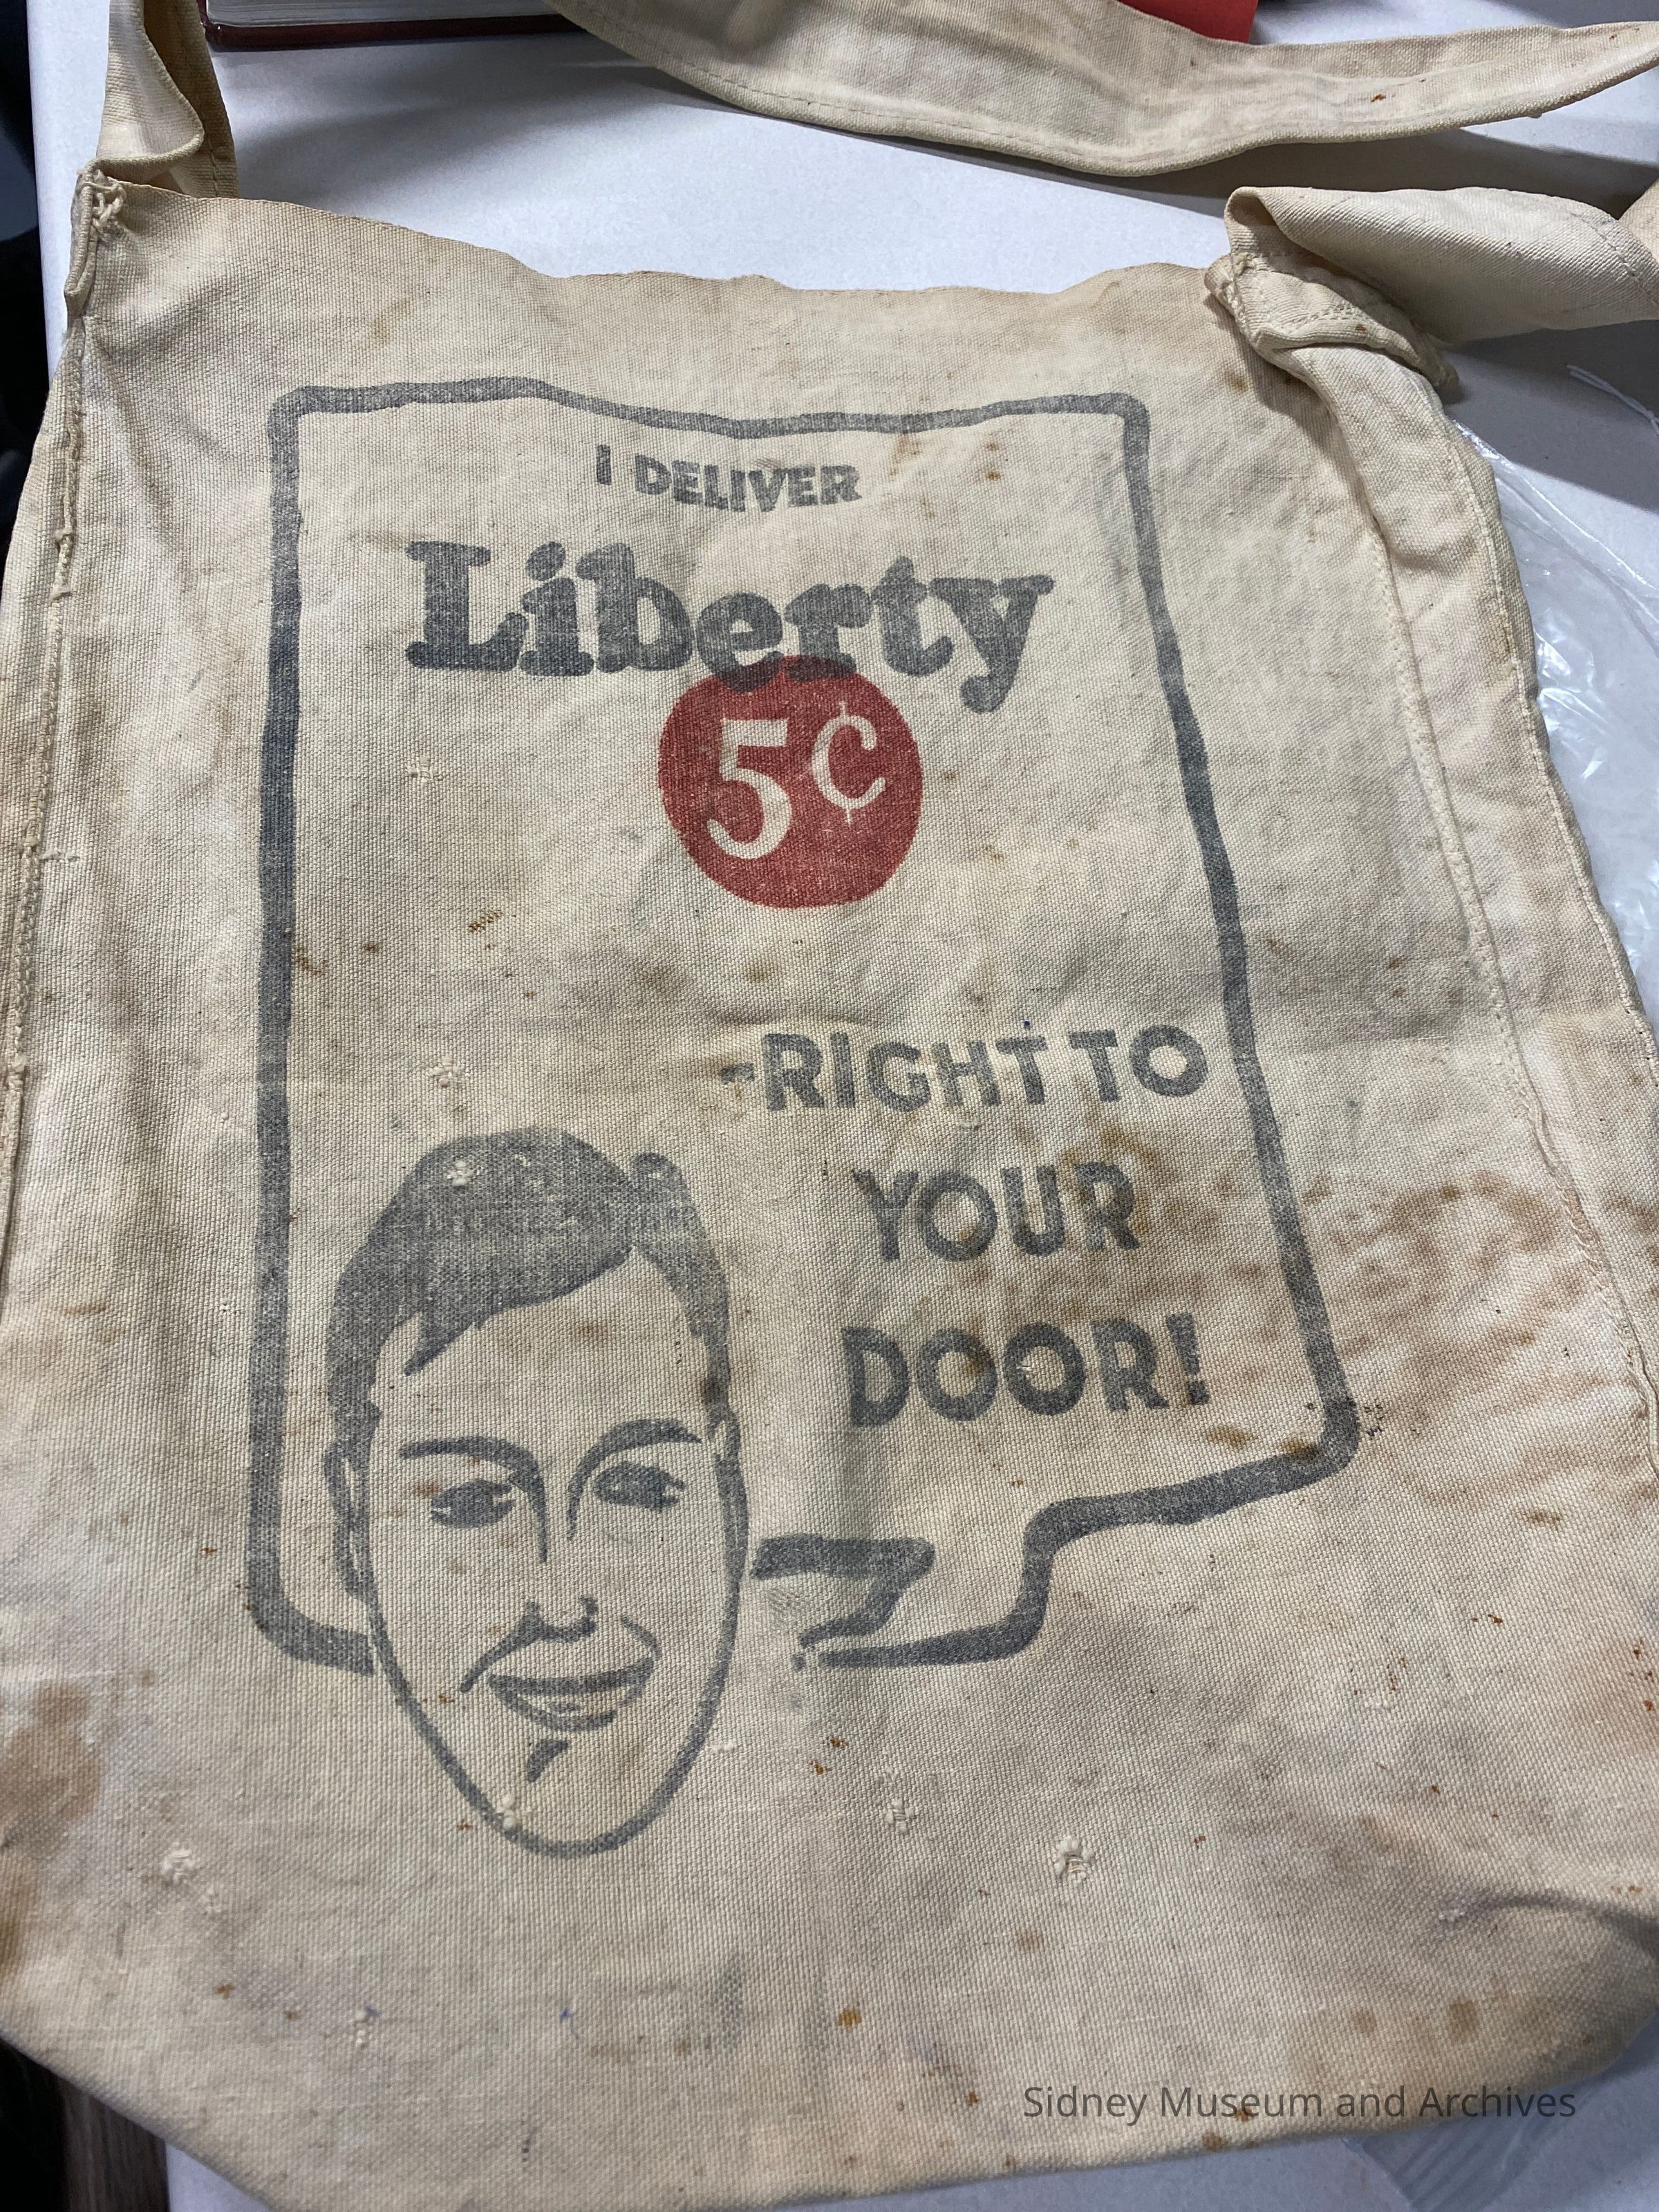 I DELIVER
Liberty
5¢
-RIGHT TO
YOUR
DOOR!
Sidney Museum and Archives